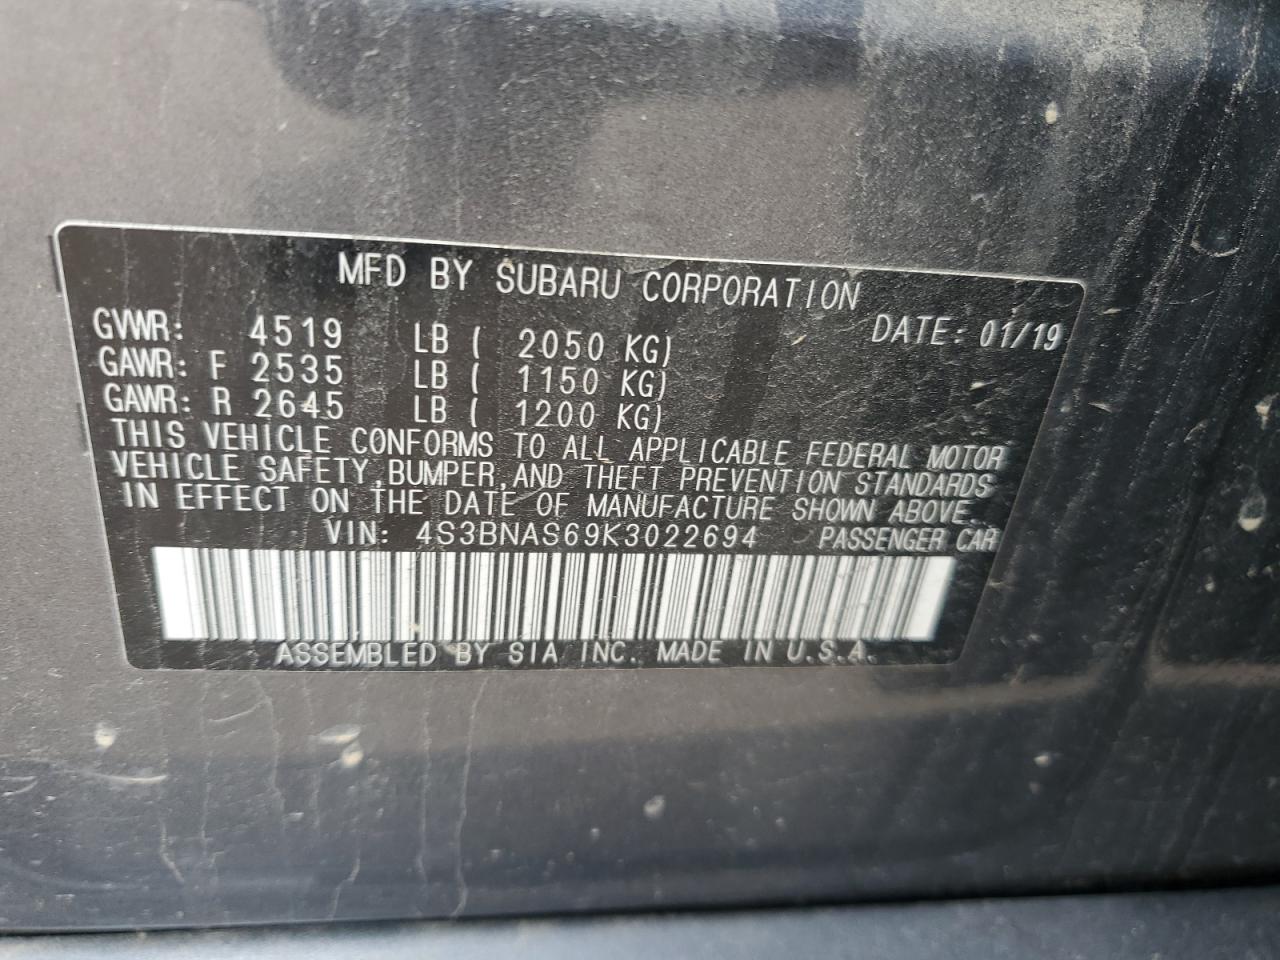 MFD BY SUBARU CORPORATION
GVWR: 4519 LB ( 2050 KG) DATE: 01/19
GAWR: F 2535 LB ( 1150 KG)
GAWR: R 2645 LB ( 1200 KG)
THIS VEHICLE CONFORMS TO ALL APPLICABLE FEDERAL MOTOR
VEHICLE SAFETY, BUMPER, AND THEFT PREVENTION STANDARDS
IN EFFECT ON THE DATE OF MANUFACTURE SHOWN ABOVE.
VIN: 4S3BNAS69K3022694 PASSENGER CAR
ASSEMBLED BY SIA INC. MADE IN U.S.A.